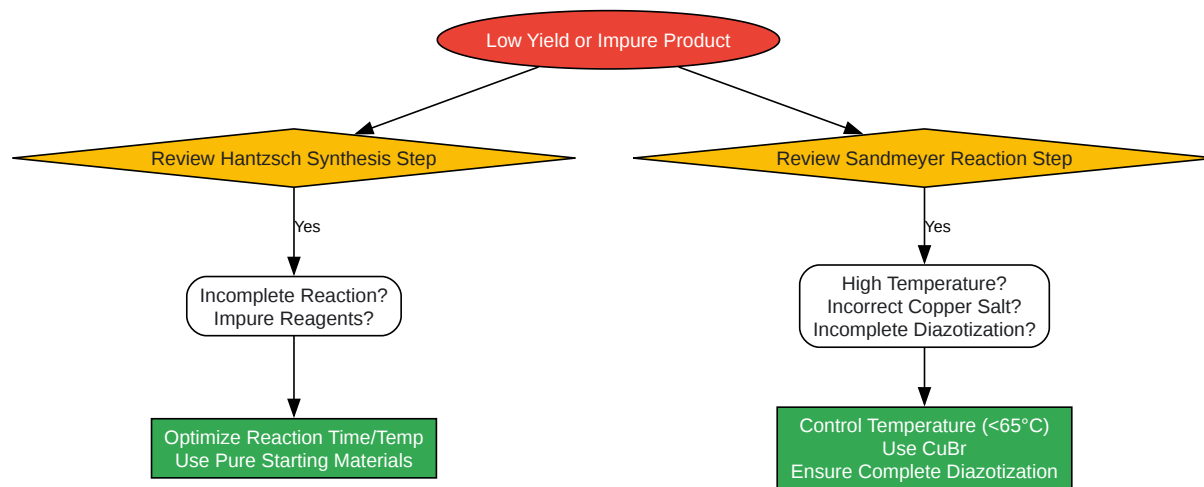 Low Yield or Impure Product
Review Hantzsch Synthesis Step
Review Sandmeyer Reaction Step
Yes
Yes
Incomplete Reaction?
Impure Reagents?
High Temperature?
Incorrect Copper Salt?
Incomplete Diazotization?
Optimize Reaction Time/Temp
Use Pure Starting Materials
Control Temperature (<65°C)
Use CuBr
Ensure Complete Diazotization